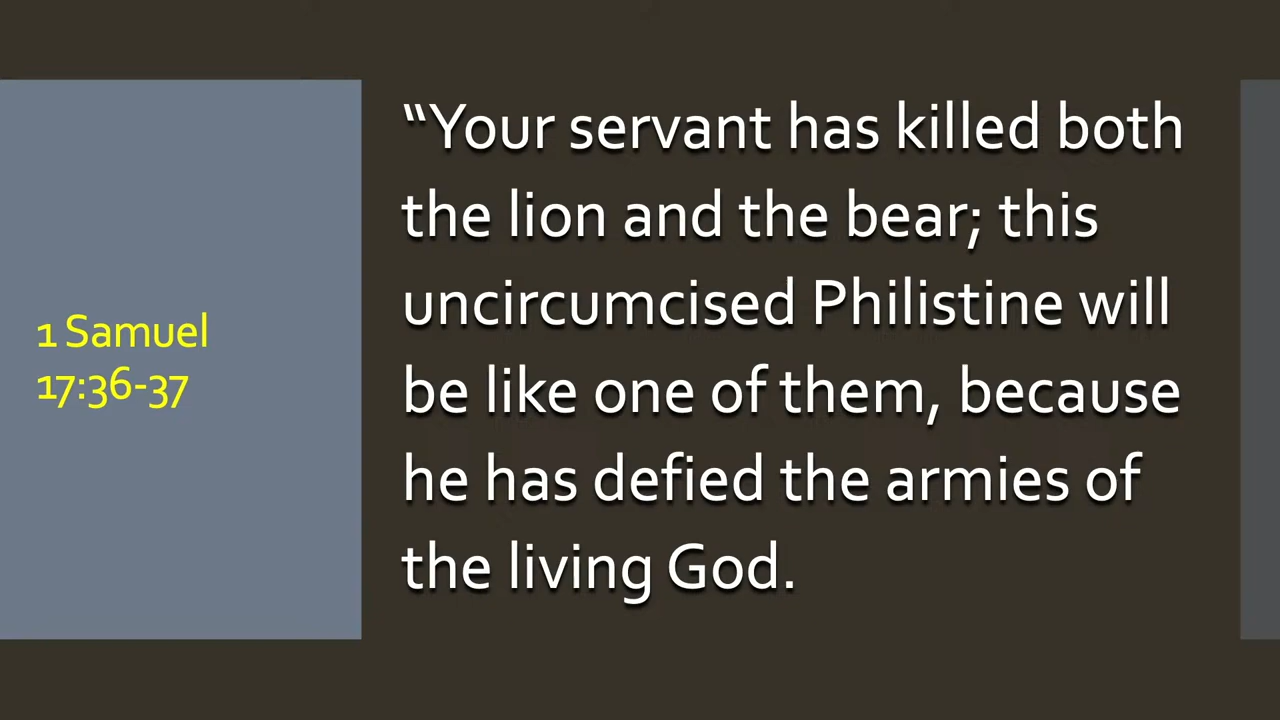 1 Samuel
17:36-37
“Your servant has killed both
the lion and the bear; this
uncircumcised Philistine will
be like one of them, because
he has defied the armies of
the living God.